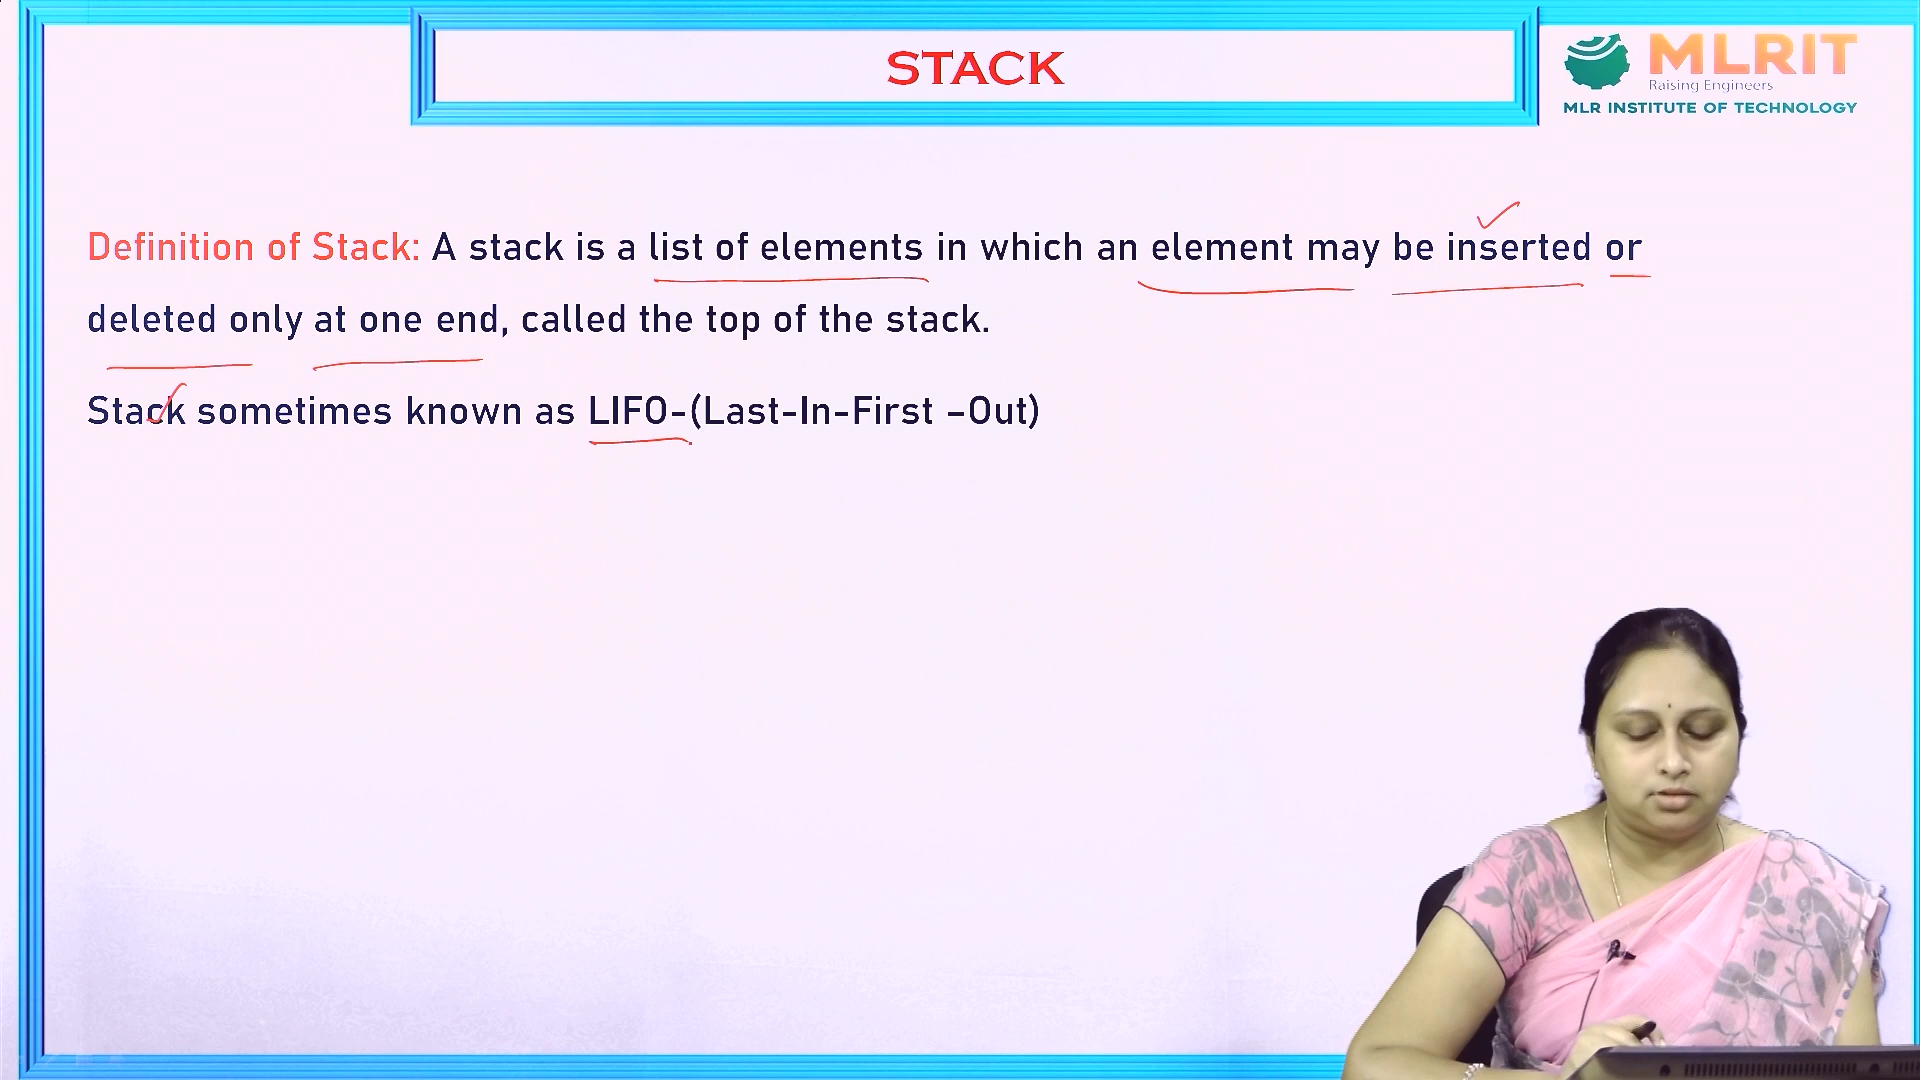 STACK
MLRIT
Raising Engineers
MLR INSTITUTE OF TECHNOLOGY
Definition of Stack: A stack is a list of elements in which an element may be inserted or
deleted only at one end, called the top of the stack.
Stack sometimes known as LIFO-(Last-In-First –Out)